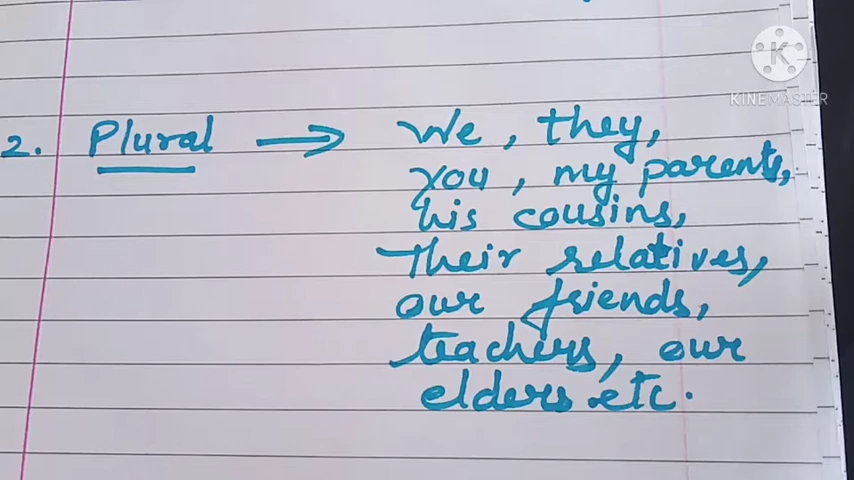 KINEMASTER
2. Plural → We, they,
you, my parents,
his cousins,
Their relatives,
our friends,
teachers, our
elders etc.